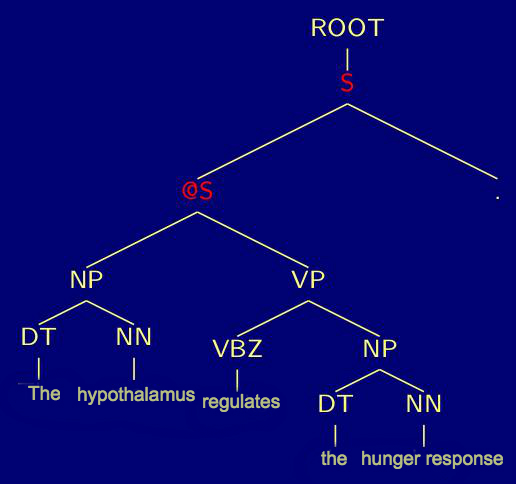 ROOT
S
@S .
NP VP
DT NN VBZ NP
The hypothalamus regulates
DT NN
the hunger response